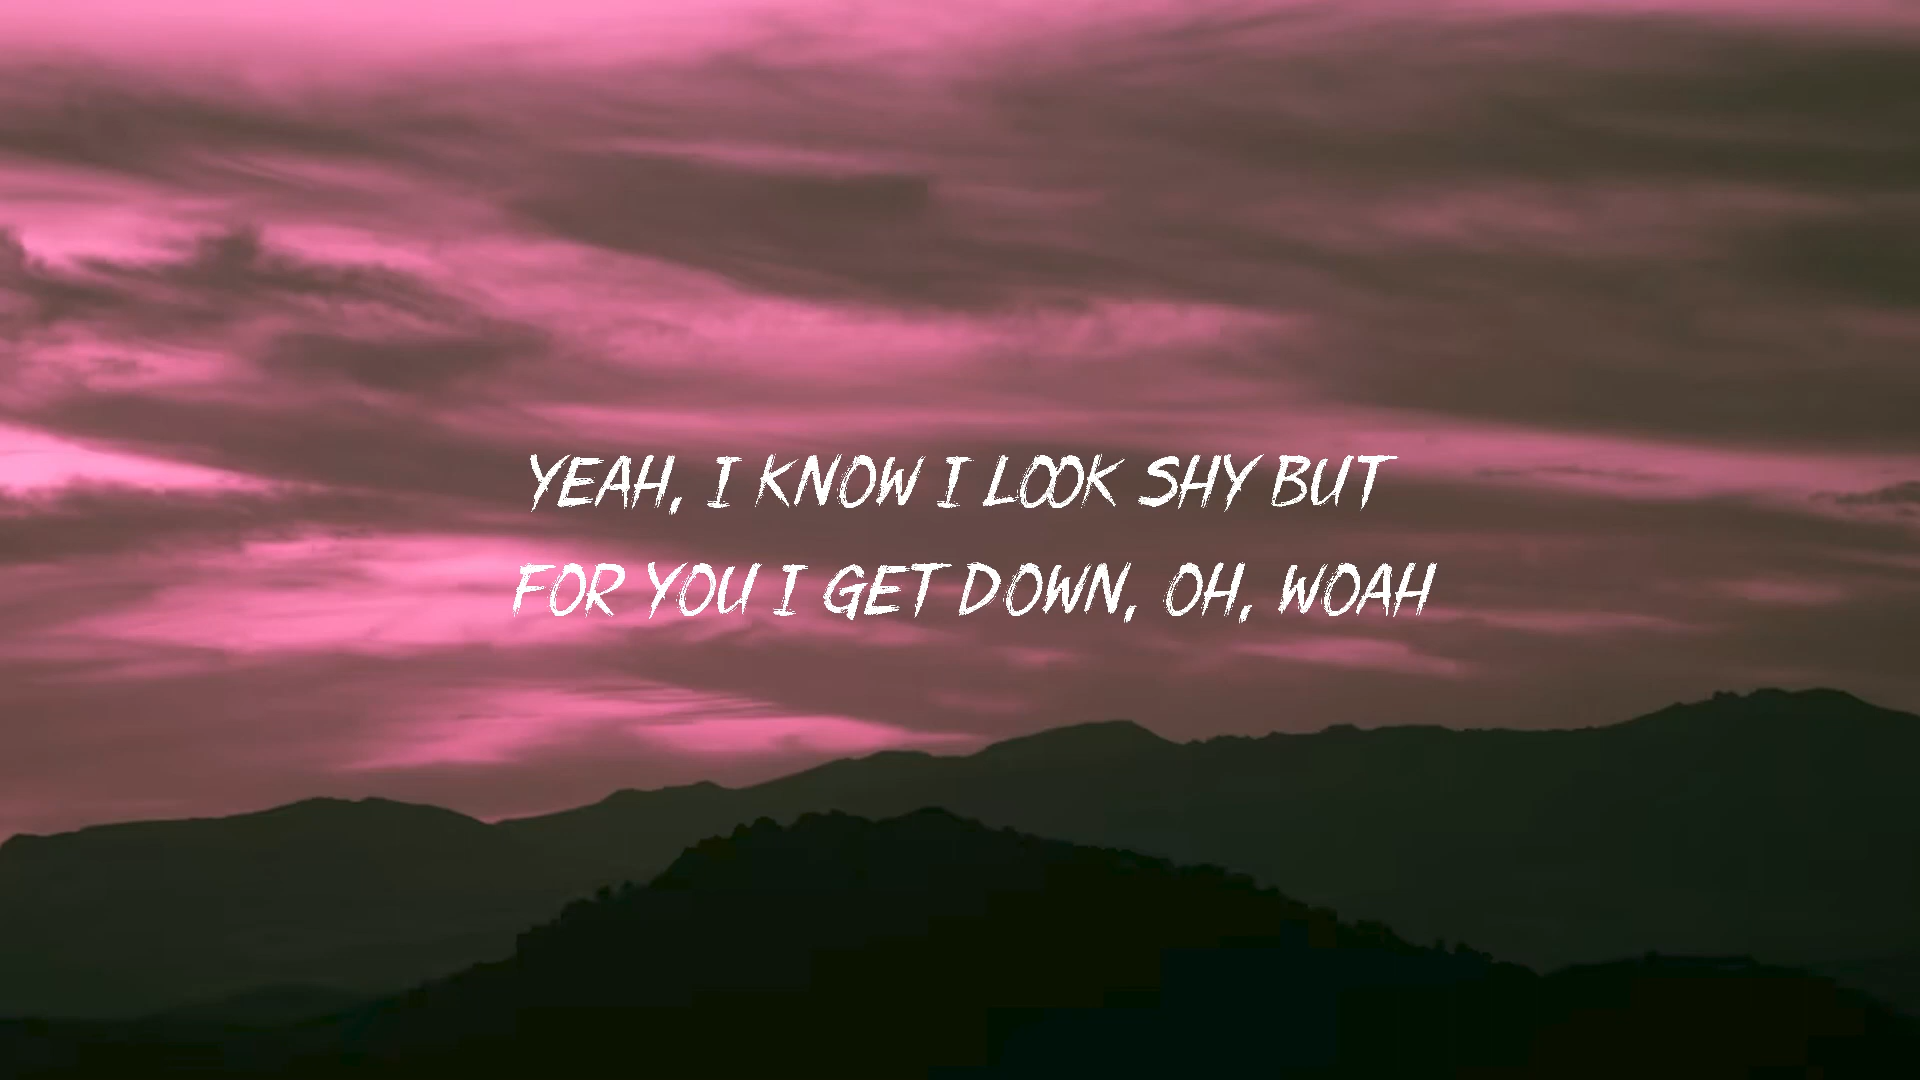 YEAH, I KNOW I LOOK SHY BUT
FOR YOU I GET DOWN, OH, WOAH